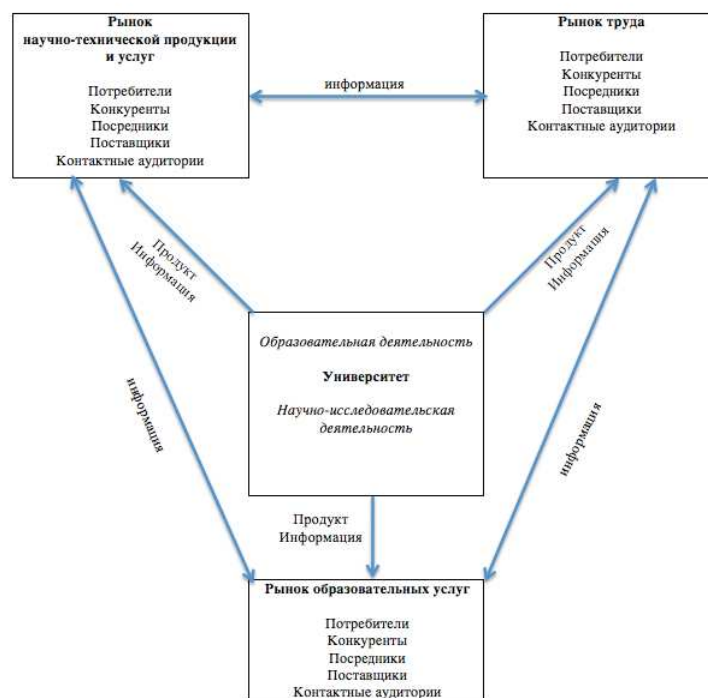 Рынок
научно-технической продукции
и услуг
Потребители
Конкуренты
Посредники
Поставщики
Контактные аудитории
информация
Рынок труда
Потребители
Конкуренты
Посредники
Поставщики
Контактные аудитории
Продукт
Информация
Продукт
Информация
Образовательная деятельность
Университет
Научно-исследовательская
деятельность
информация
информация
Продукт
Информация
Рынок образовательных услуг
Потребители
Конкуренты
Посредники
Поставщики
Контактные аудитории